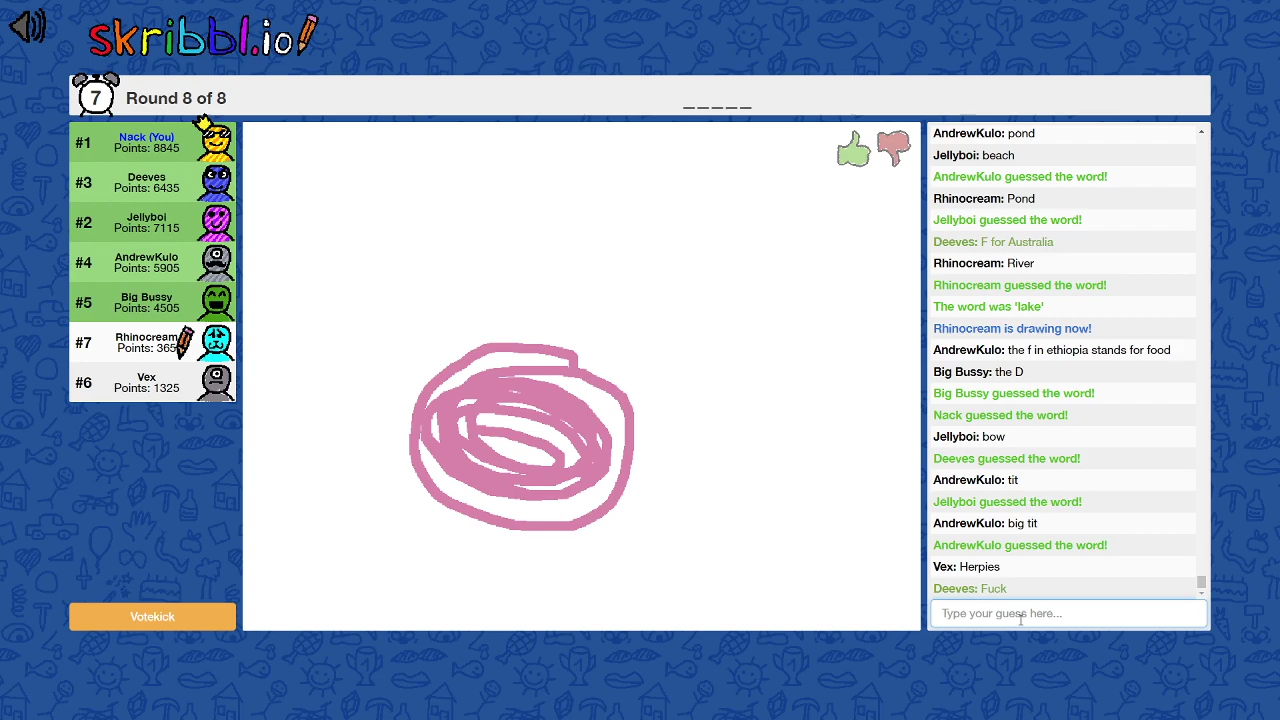 skribbl.io
7
Round 8 of 8
_ _ _ _ _
#1
Nack (You)
Points: 8845
#3
Deeves
Points: 6435
#2
Jellyboi
Points: 7115
#4
AndrewKulo
Points: 5905
#5
Big Bussy
Points: 4505
#7
Rhinocream
Points: 365
#6
Vex
Points: 1325
Votekick
AndrewKulo: pond
Jellyboi: beach
AndrewKulo guessed the word!
Rhinocream: Pond
Jellyboi guessed the word!
Deeves: F for Australia
Rhinocream: River
Rhinocream guessed the word!
The word was 'lake'
Rhinocream is drawing now!
AndrewKulo: the f in ethiopia stands for food
Big Bussy: the D
Big Bussy guessed the word!
Nack guessed the word!
Jellyboi: bow
Deeves guessed the word!
AndrewKulo: tit
Jellyboi guessed the word!
AndrewKulo: big tit
AndrewKulo guessed the word!
Vex: Herpies
Deeves: Fuck
Type your guess here...